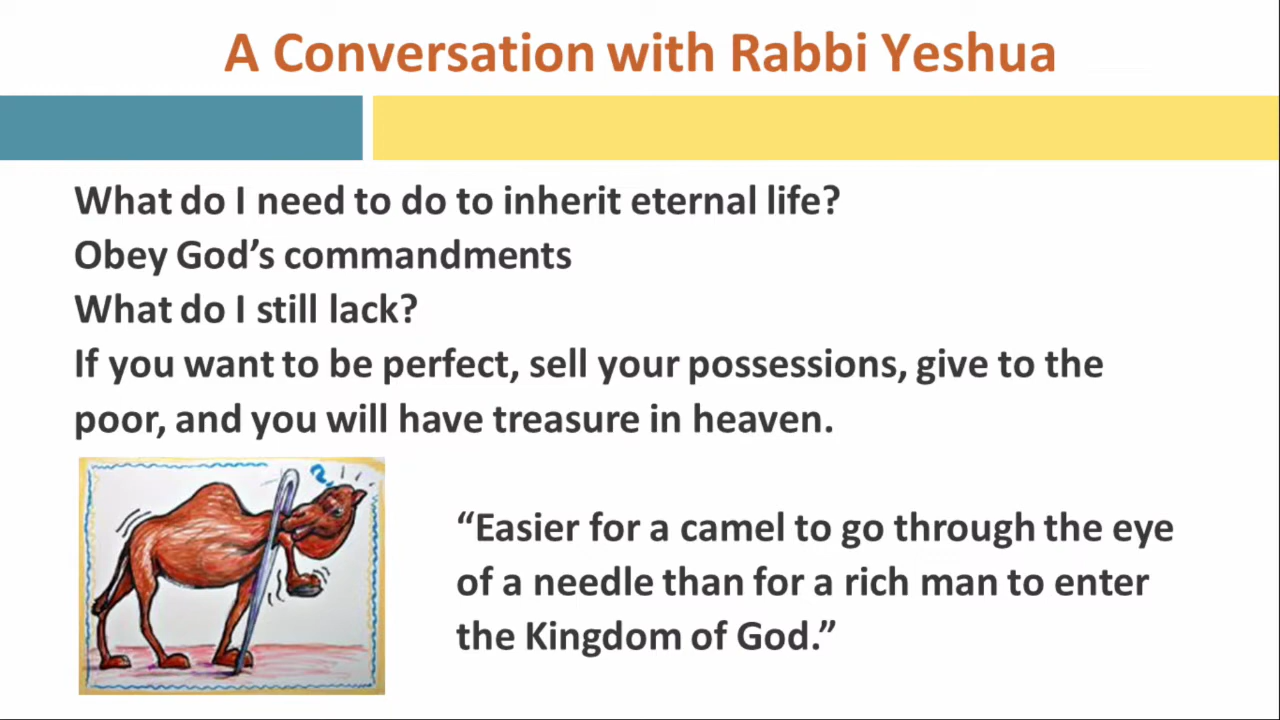 A Conversation with Rabbi Yeshua
What do I need to do to inherit eternal life?
Obey God’s commandments
What do I still lack?
If you want to be perfect, sell your possessions, give to the
poor, and you will have treasure in heaven.
?
“Easier for a camel to go through the eye
of a needle than for a rich man to enter
the Kingdom of God.”